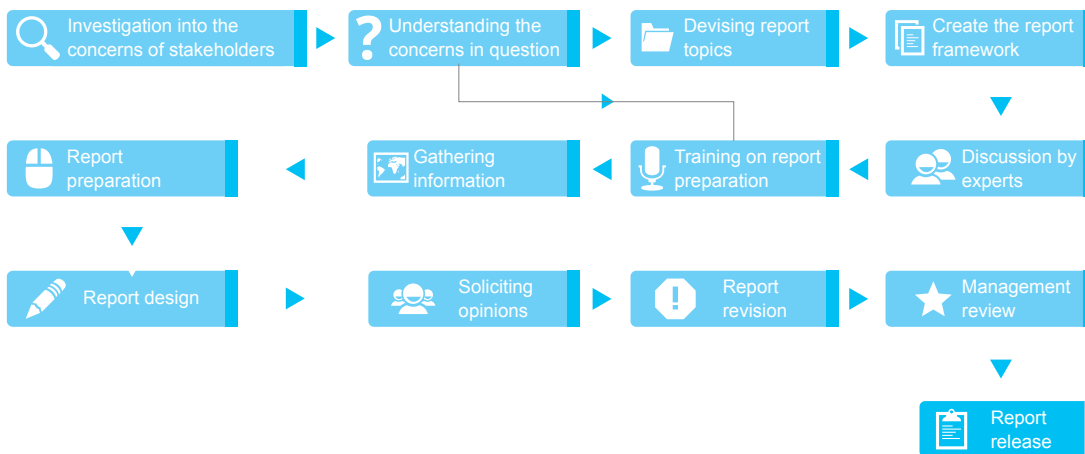 Investigation into the
concerns of stakeholders
Understanding the
concerns in question
Devising report
topics
Create the report
framework
Report
preparation
Gathering
information
Training on report
preparation
Discussion by
experts
Report design
Soliciting
opinions
Report
revision
Management
review
Report
release